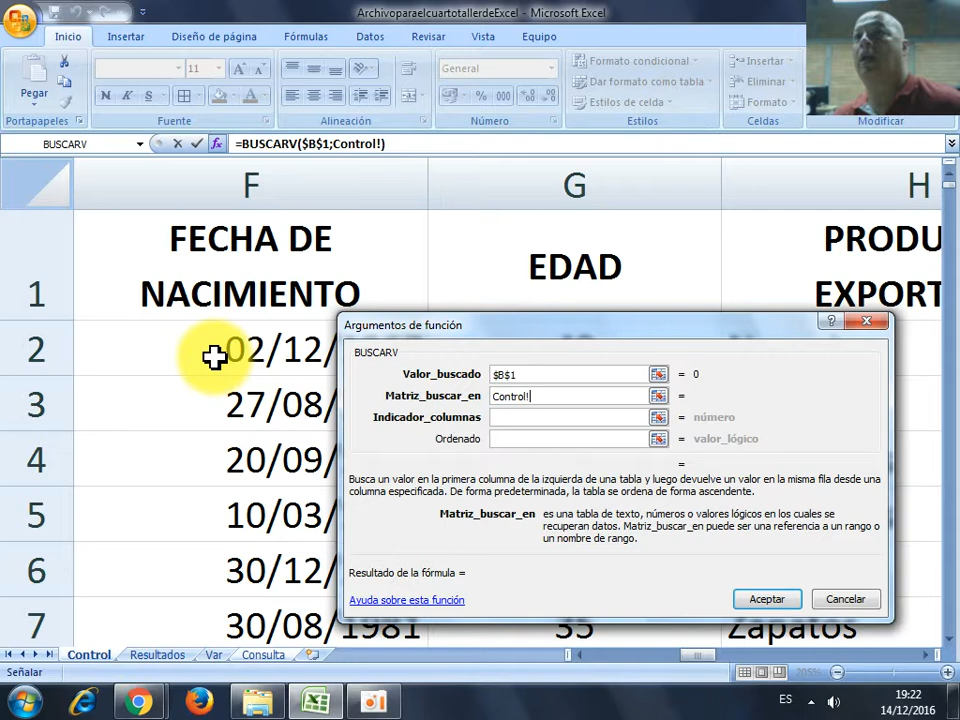 ArchivoparaelcuartotallerdeExcel - Microsoft Excel
Inicio Insertar Diseño de página Fórmulas Datos Revisar Vista Equipo
Pegar
11 A A
N K S
General
% 000
Formato condicional
Dar formato como tabla
Estilos de celda
Insertar
Eliminar
Formato
Portapapeles Fuente Alineación Número Estilos Celdas Modificar
BUSCARV fx =BUSCARV($B$1;Control!)
F G H
1 FECHA DE NACIMIENTO EDAD PRODU
EXPORT
2 02/12/
3 27/08/
4 20/09/
5 10/03/
6 30/12/
7 30/08/1981 35 Zapatos
Argumentos de función
BUSCARV
Valor_buscado $B$1 = 0
Matriz_buscar_en Control! =
Indicador_columnas = número
Ordenado = valor_lógico
=
Busca un valor en la primera columna de la izquierda de una tabla y luego devuelve un valor en la misma fila desde una
columna especificada. De forma predeterminada, la tabla se ordena de forma ascendente.
Matriz_buscar_en es una tabla de texto, números o valores lógicos en los cuales se
recuperan datos. Matriz_buscar_en puede ser una referencia a un rango o
un nombre de rango.
Resultado de la fórmula =
Ayuda sobre esta función Aceptar Cancelar
Control Resultados Var Consulta
Señalar 205%
ES 19:22
14/12/2016